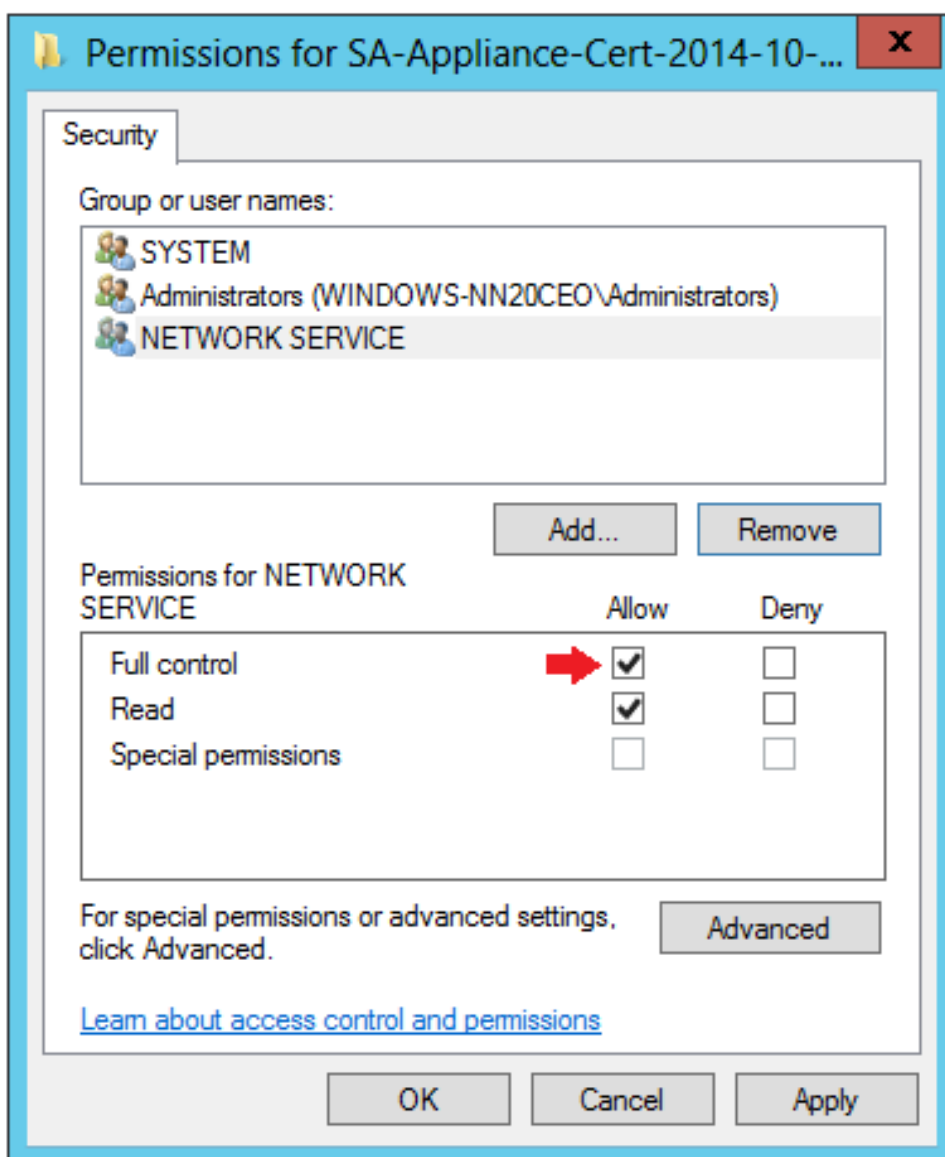 Permissions for SA-Appliance-Cert-2014-10-...
x
Security
Group or user names:
SYSTEM
Administrators (WINDOWS-NN20CEO\Administrators)
NETWORK SERVICE
Add...
Remove
Permissions for NETWORK
SERVICE
Allow
Deny
Full control
Read
Special permissions
For special permissions or advanced settings,
click Advanced.
Advanced
Learn about access control and permissions
OK
Cancel
Apply